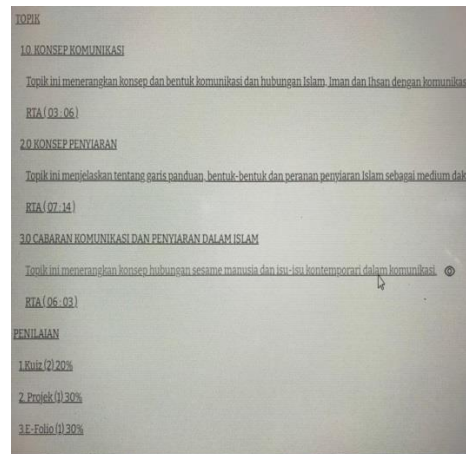 TOPIK
1.0. KONSEP KOMUNIKASI
Topik ini menerangkan konsep dan bentuk komunikasi dan hubungan Islam, Iman dan Ihsan dengan komunikas
RTA ( 03 : 06 )
2.0 KONSEP PENYIARAN
Topik ini menjelaskan tentang garis panduan, bentuk-bentuk dan peranan penyiaran Islam sebagai medium dak
RTA ( 07 : 14 )
3.0 CABARAN KOMUNIKASI DAN PENYIARAN DALAM ISLAM
Topik ini menerangkan konsep hubungan sesame manusia dan isu-isu kontemporari dalam komunikasi.
RTA ( 06 : 03 )
PENILAIAN
1.Kuiz (2) 20%
2. Projek (1) 30%
3.E-Folio (1) 30%